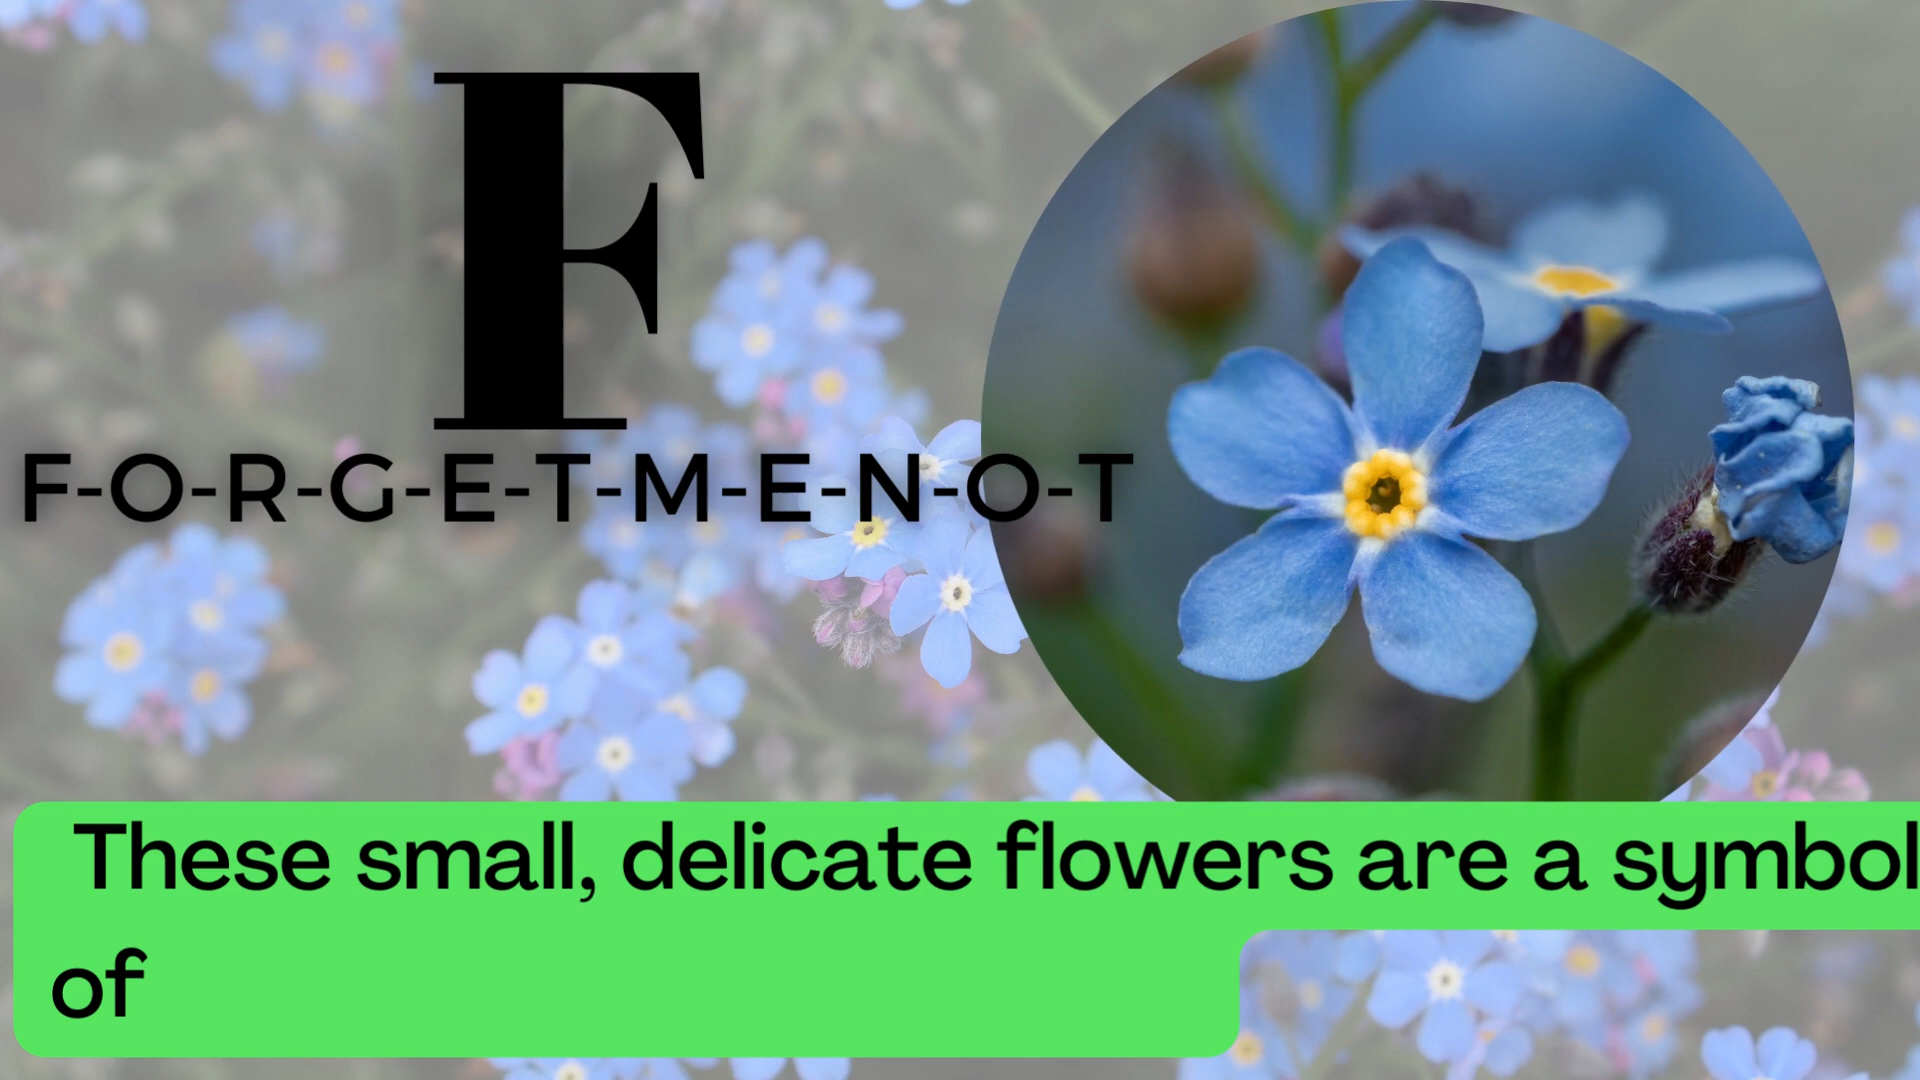 F
F-O-R-G-E-T-M-E-N-O-T
These small, delicate flowers are a symbol
of